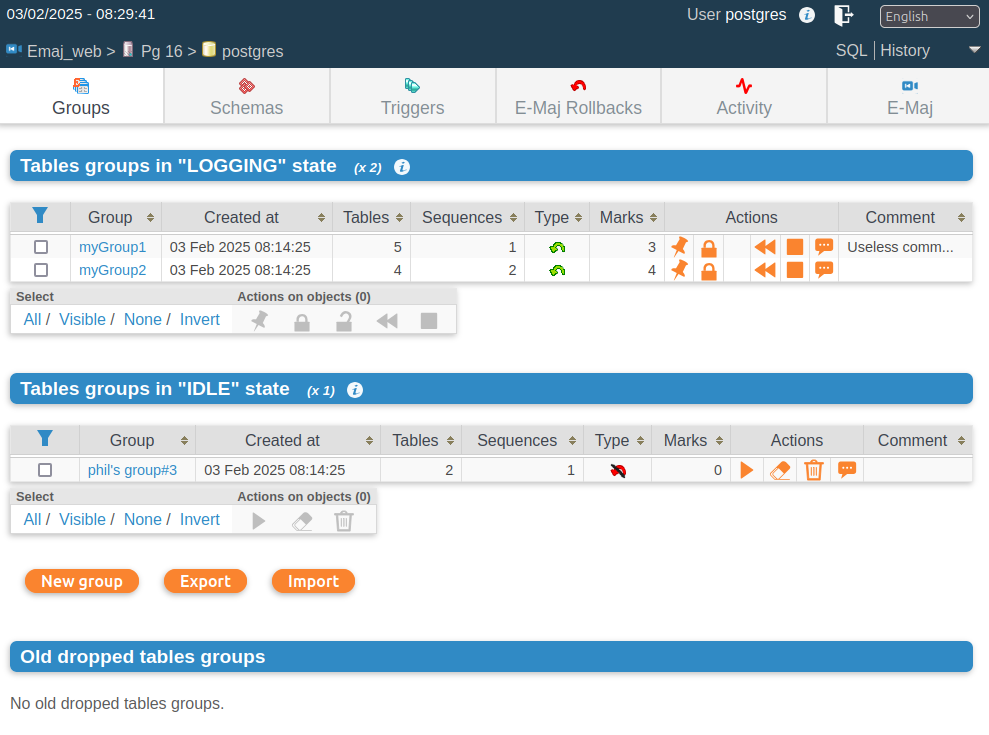 03/02/2025 - 08:29:41 User postgres English
Emaj_web > Pg 16 > postgres SQL History
Groups Schemas Triggers E-Maj Rollbacks Activity E-Maj
Tables groups in "LOGGING" state (x 2)
Group Created at Tables Sequences Type Marks Actions Comment
myGroup1 03 Feb 2025 08:14:25 5 1 3 Useless comm...
myGroup2 03 Feb 2025 08:14:25 4 2 4
Select Actions on objects (0)
All / Visible / None / Invert
Tables groups in "IDLE" state (x 1)
Group Created at Tables Sequences Type Marks Actions Comment
phil's group#3 03 Feb 2025 08:14:25 2 1 0
Select Actions on objects (0)
All / Visible / None / Invert
New group Export Import
Old dropped tables groups
No old dropped tables groups.